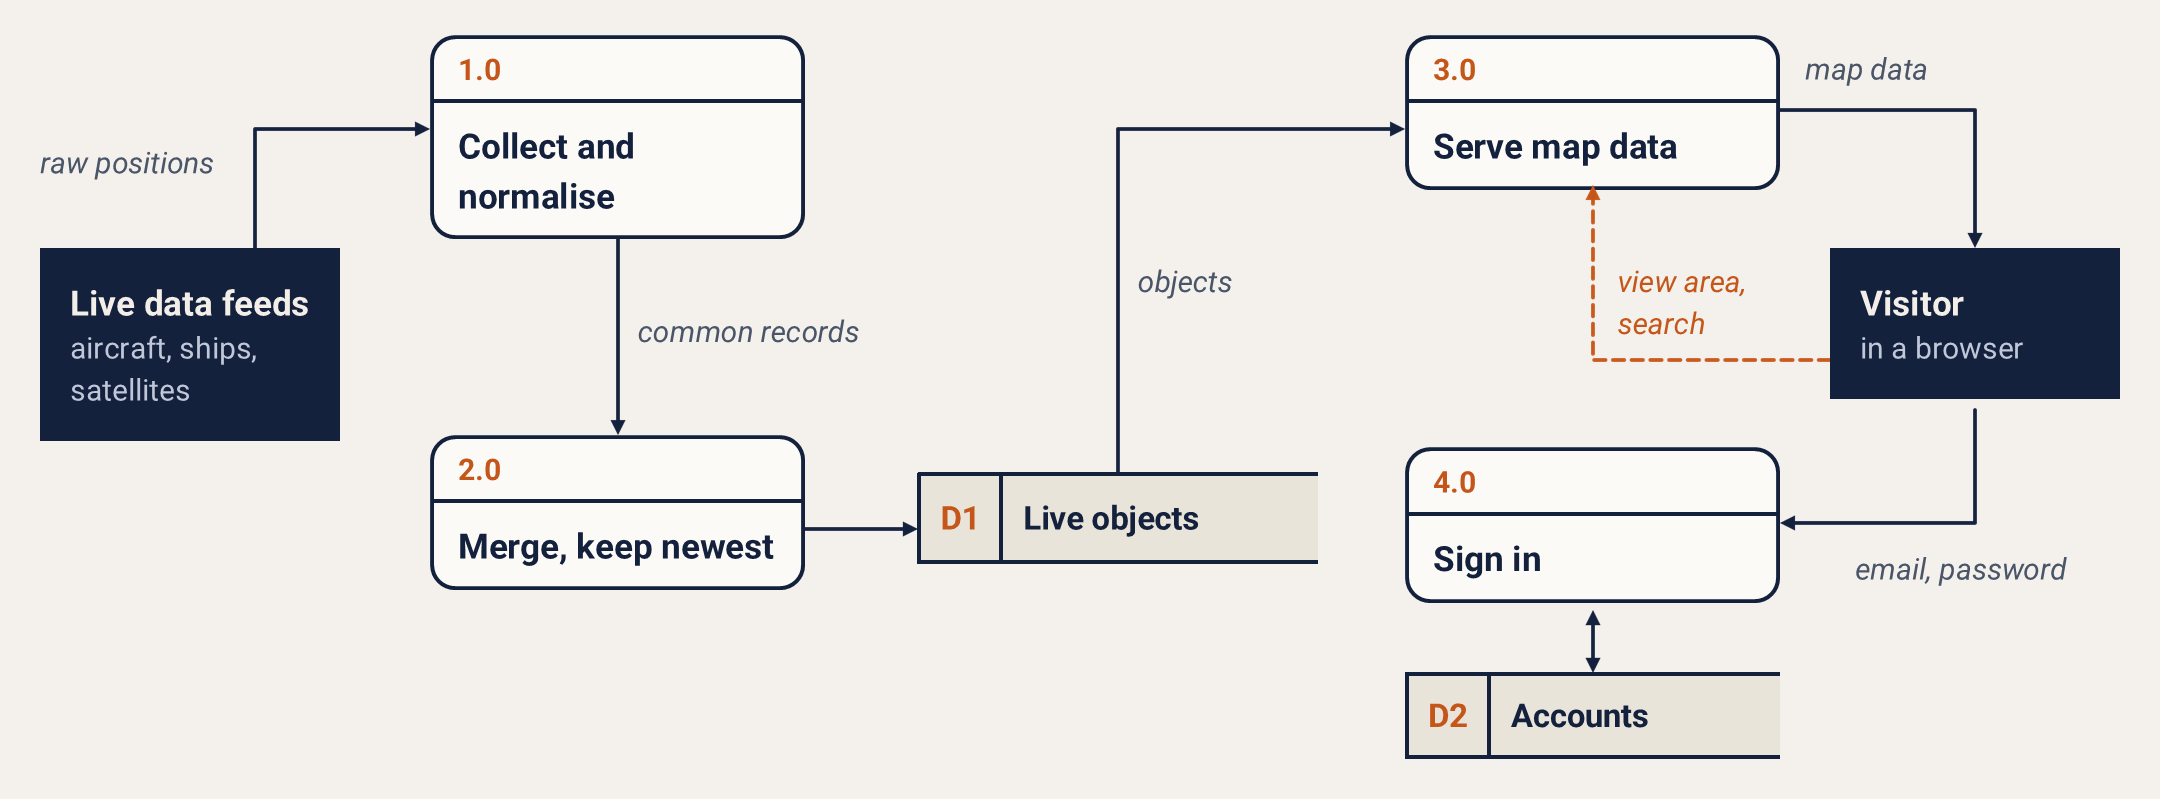 raw positions
Live data feeds
aircraft, ships,
satellites
1.0
Collect and
normalise
common records
2.0
Merge, keep newest
D1
Live objects
objects
3.0
Serve map data
map data
view area,
search
Visitor
in a browser
email, password
4.0
Sign in
D2
Accounts